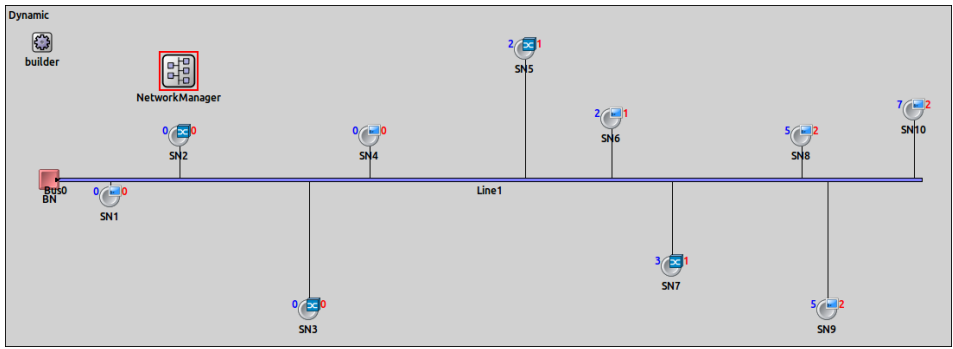 Dynamic
builder
NetworkManager
2 1
SN5
2 1
SN6
7 2
SN10
0 0
SN2
0 0
SN4
5 2
SN8
Bus0
BN
0 0
SN1
Line1
3 1
SN7
0 0
SN3
5 2
SN9